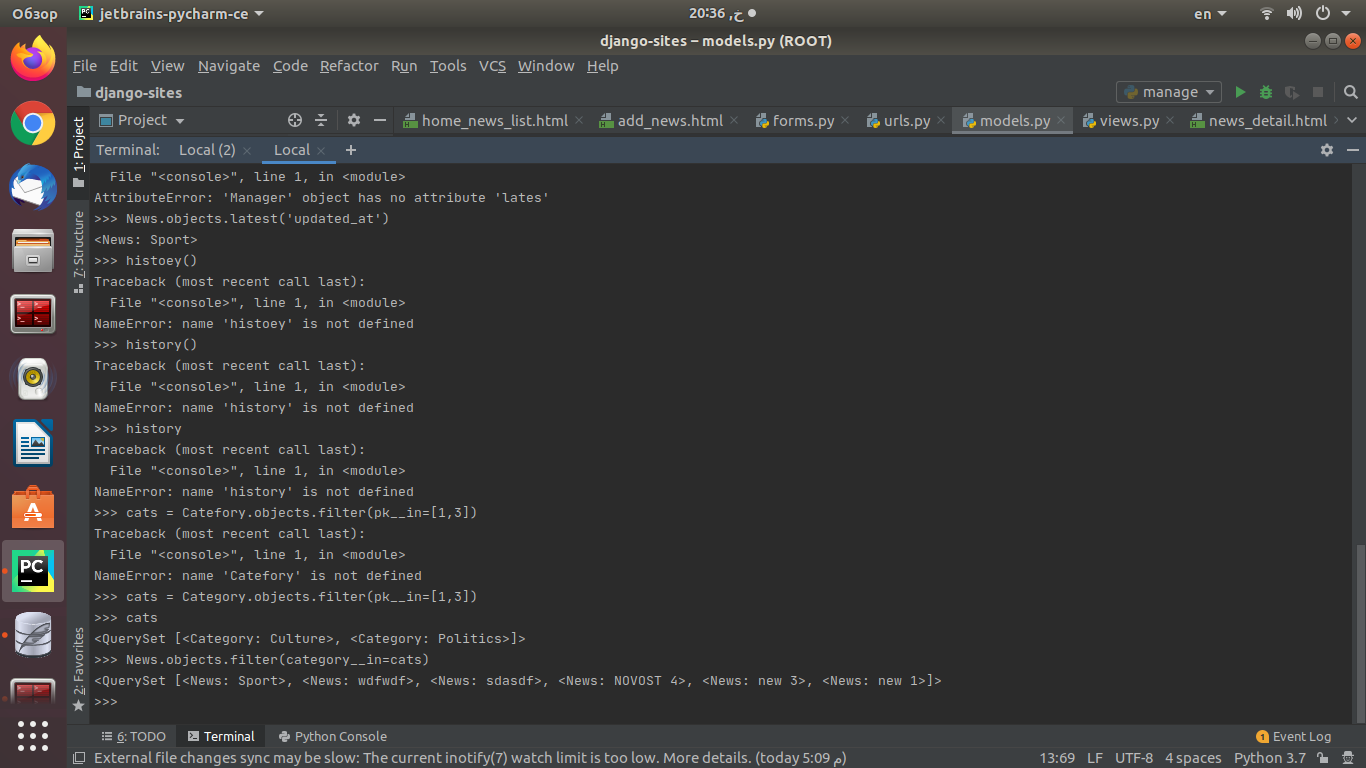 Обзор jetbrains-pycharm-ce 20:36 ,خ en
django-sites – models.py (ROOT)
File Edit View Navigate Code Refactor Run Tools VCS Window Help
django-sites manage
Project home_news_list.html add_news.html forms.py urls.py models.py views.py news_detail.html
Terminal: Local (2) Local +
1: Project
7: Structure
2: Favorites
File "<console>", line 1, in <module>
AttributeError: 'Manager' object has no attribute 'lates'
>>> News.objects.latest('updated_at')
<News: Sport>
>>> histoey()
Traceback (most recent call last):
File "<console>", line 1, in <module>
NameError: name 'histoey' is not defined
>>> history()
Traceback (most recent call last):
File "<console>", line 1, in <module>
NameError: name 'history' is not defined
>>> history
Traceback (most recent call last):
File "<console>", line 1, in <module>
NameError: name 'history' is not defined
>>> cats = Catefory.objects.filter(pk__in=[1,3])
Traceback (most recent call last):
File "<console>", line 1, in <module>
NameError: name 'Catefory' is not defined
>>> cats = Category.objects.filter(pk__in=[1,3])
>>> cats
<QuerySet [<Category: Culture>, <Category: Politics>]>
>>> News.objects.filter(category__in=cats)
<QuerySet [<News: Sport>, <News: wdfwdf>, <News: sdasdf>, <News: NOVOST 4>, <News: new 3>, <News: new 1>]>
>>>
PC
6: TODO Terminal Python Console 1 Event Log
External file changes sync may be slow: The current inotify(7) watch limit is too low. More details. (today 5:09 م) 13:69 LF UTF-8 4 spaces Python 3.7